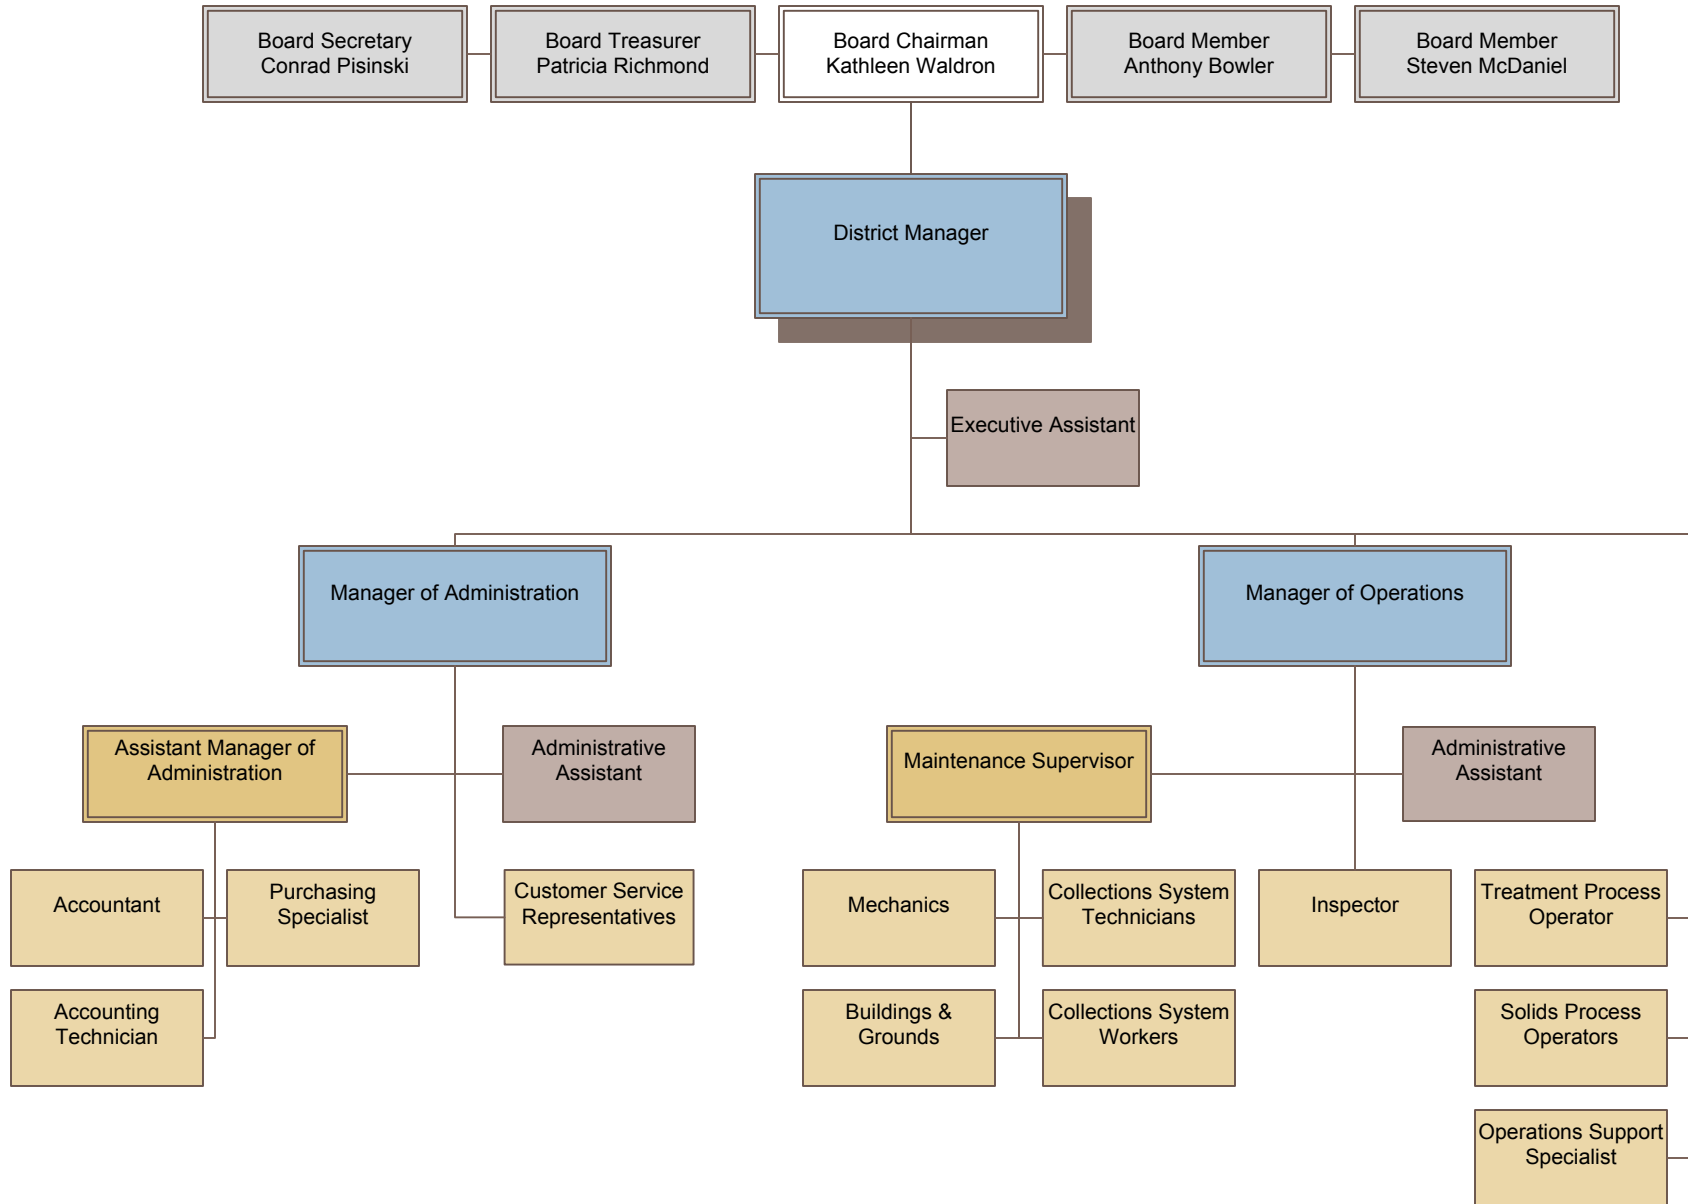 Board Secretary
Conrad Pisinski
Board Treasurer
Patricia Richmond
Board Chairman
Kathleen Waldron
Board Member
Anthony Bowler
Board Member
Steven McDaniel
District Manager
Executive Assistant
Manager of Administration
Manager of Operations
Assistant Manager of
Administration
Administrative
Assistant
Maintenance Supervisor
Administrative
Assistant
Accountant
Purchasing
Specialist
Customer Service
Representatives
Mechanics
Collections System
Technicians
Inspector
Treatment Process
Operator
Accounting
Technician
Buildings &
Grounds
Collections System
Workers
Solids Process
Operators
Operations Support
Specialist